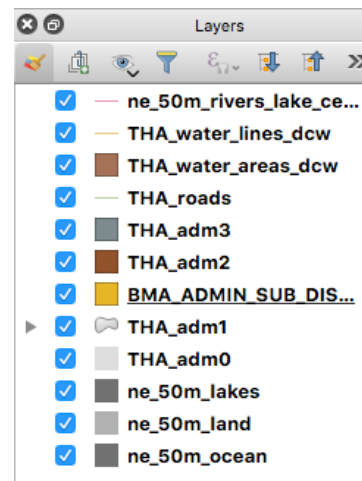 Layers
ne_50m_rivers_lake_ce...
THA_water_lines_dcw
THA_water_areas_dcw
THA_roads
THA_adm3
THA_adm2
BMA_ADMIN_SUB_DIS...
THA_adm1
THA_adm0
ne_50m_lakes
ne_50m_land
ne_50m_ocean